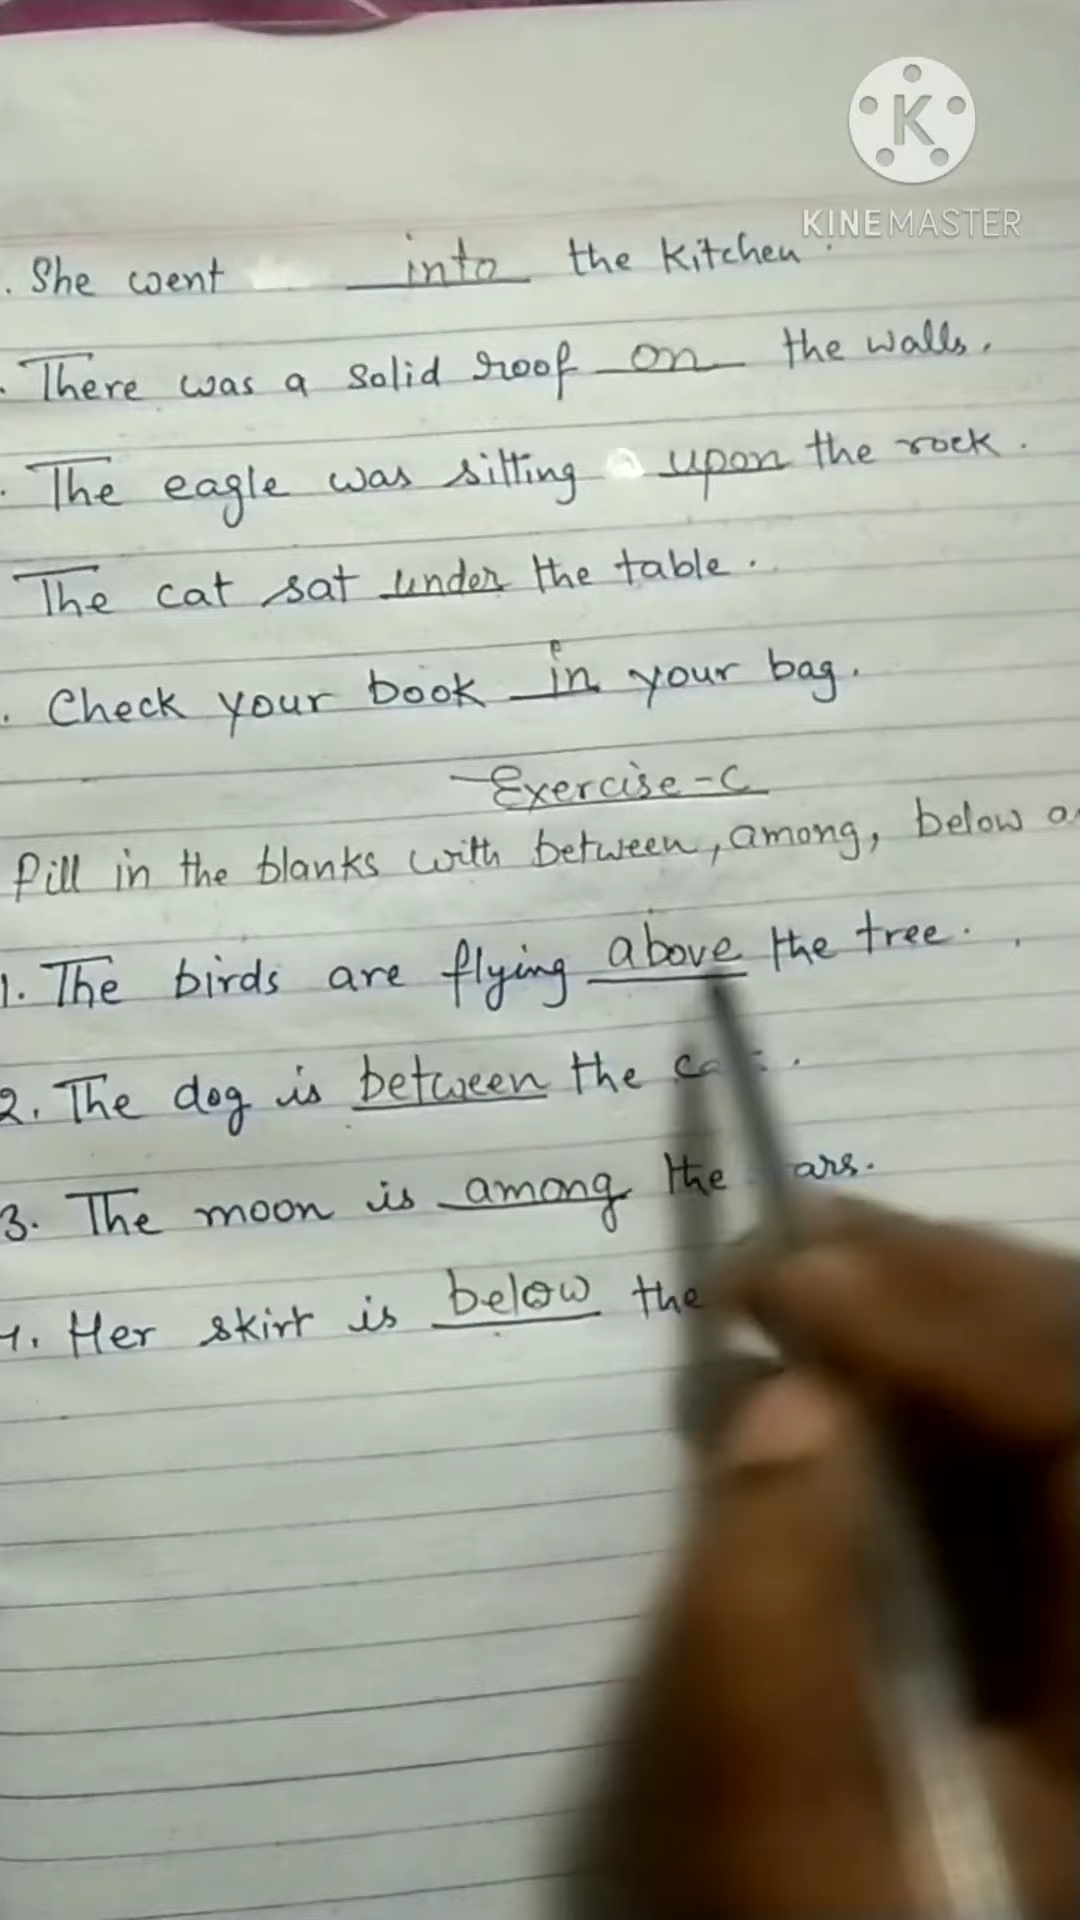 K
KINEMASTER
. She went into the kitchen.
. There was a solid roof on the walls.
. The eagle was sitting upon the rock.
The cat sat under the table.
. Check your book in your bag.
Exercise-C
Fill in the blanks with between, among, below
1. The birds are flying above the tree.
2. The dog is between the
3. The moon is among the
4. Her skirt is below the